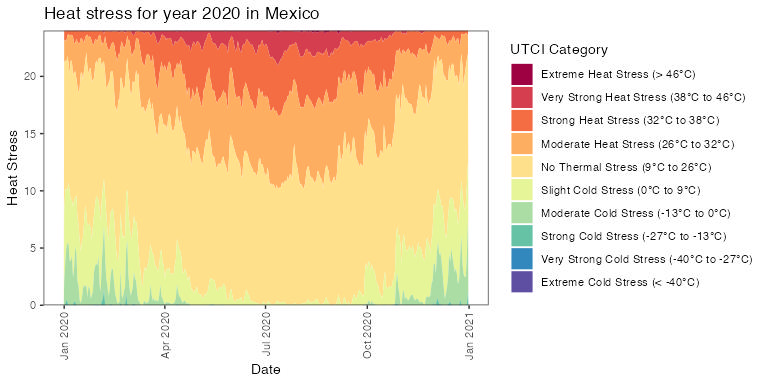 Heat stress for year 2020 in Mexico
UTCI Category
Extreme Heat Stress (> 46°C)
Very Strong Heat Stress (38°C to 46°C)
Strong Heat Stress (32°C to 38°C)
Moderate Heat Stress (26°C to 32°C)
No Thermal Stress (9°C to 26°C)
Slight Cold Stress (0°C to 9°C)
Moderate Cold Stress (-13°C to 0°C)
Strong Cold Stress (-27°C to -13°C)
Very Strong Cold Stress (-40°C to -27°C)
Extreme Cold Stress (< -40°C)
Heat Stress
20
15
10
5
0
Jan 2020
Apr 2020
Jul 2020
Oct 2020
Jan 2021
Date